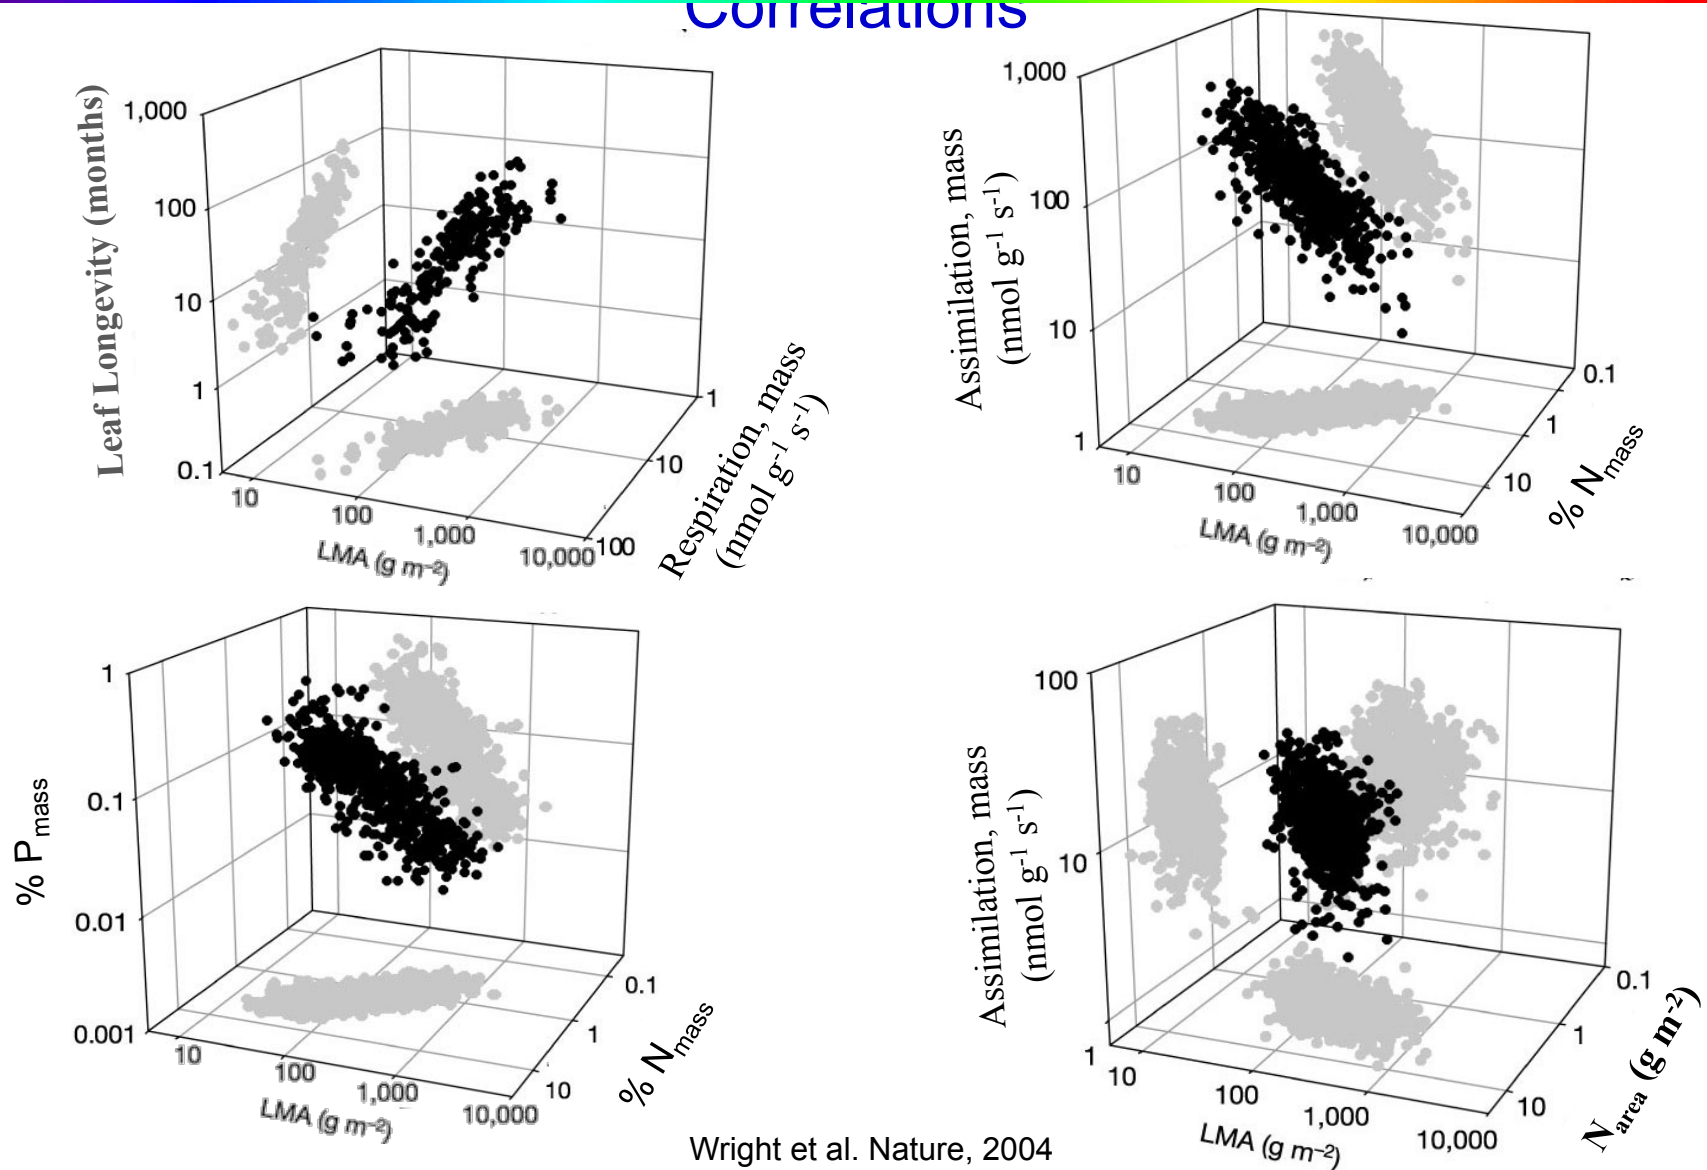 Correlations
1,000
100
10
1
0.1
Leaf Longevity (months)
10
100
1,000
10,000
LMA (g m⁻²)
1
10
100
Respiration, mass
(nmol g⁻¹ s⁻¹)
1,000
100
10
1
Assimilation, mass
(nmol g⁻¹ s⁻¹)
10
100
1,000
10,000
LMA (g m⁻²)
0.1
1
10
% Nmass
1
0.1
0.01
0.001
% Pmass
10
100
1,000
10,000
LMA (g m⁻²)
0.1
1
10
% Nmass
100
10
1
Assimilation, mass
(nmol g⁻¹ s⁻¹)
10
100
1,000
10,000
LMA (g m⁻²)
0.1
1
10
Narea (g m⁻²)
Wright et al. Nature, 2004